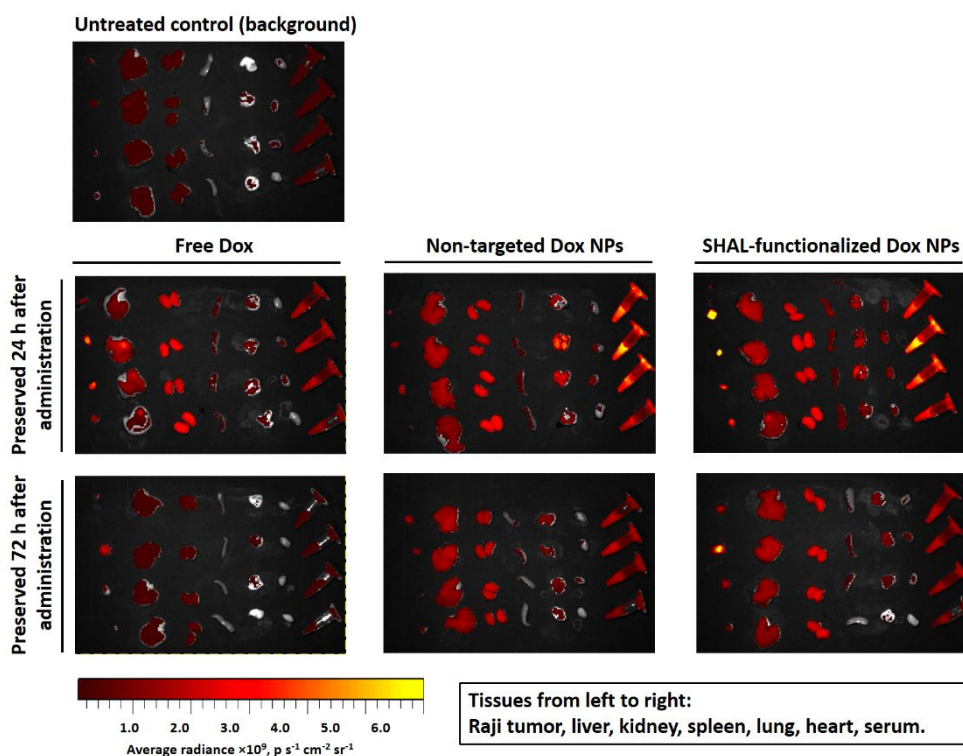 Untreated control (background)
Free Dox
Non-targeted Dox NPs
SHAL-functionalized Dox NPs
Preserved 24 h after
administration
Preserved 72 h after
administration
1.0 2.0 3.0 4.0 5.0 6.0
Average radiance ×10⁹, p s⁻¹ cm⁻² sr⁻¹
Tissues from left to right:
Raji tumor, liver, kidney, spleen, lung, heart, serum.